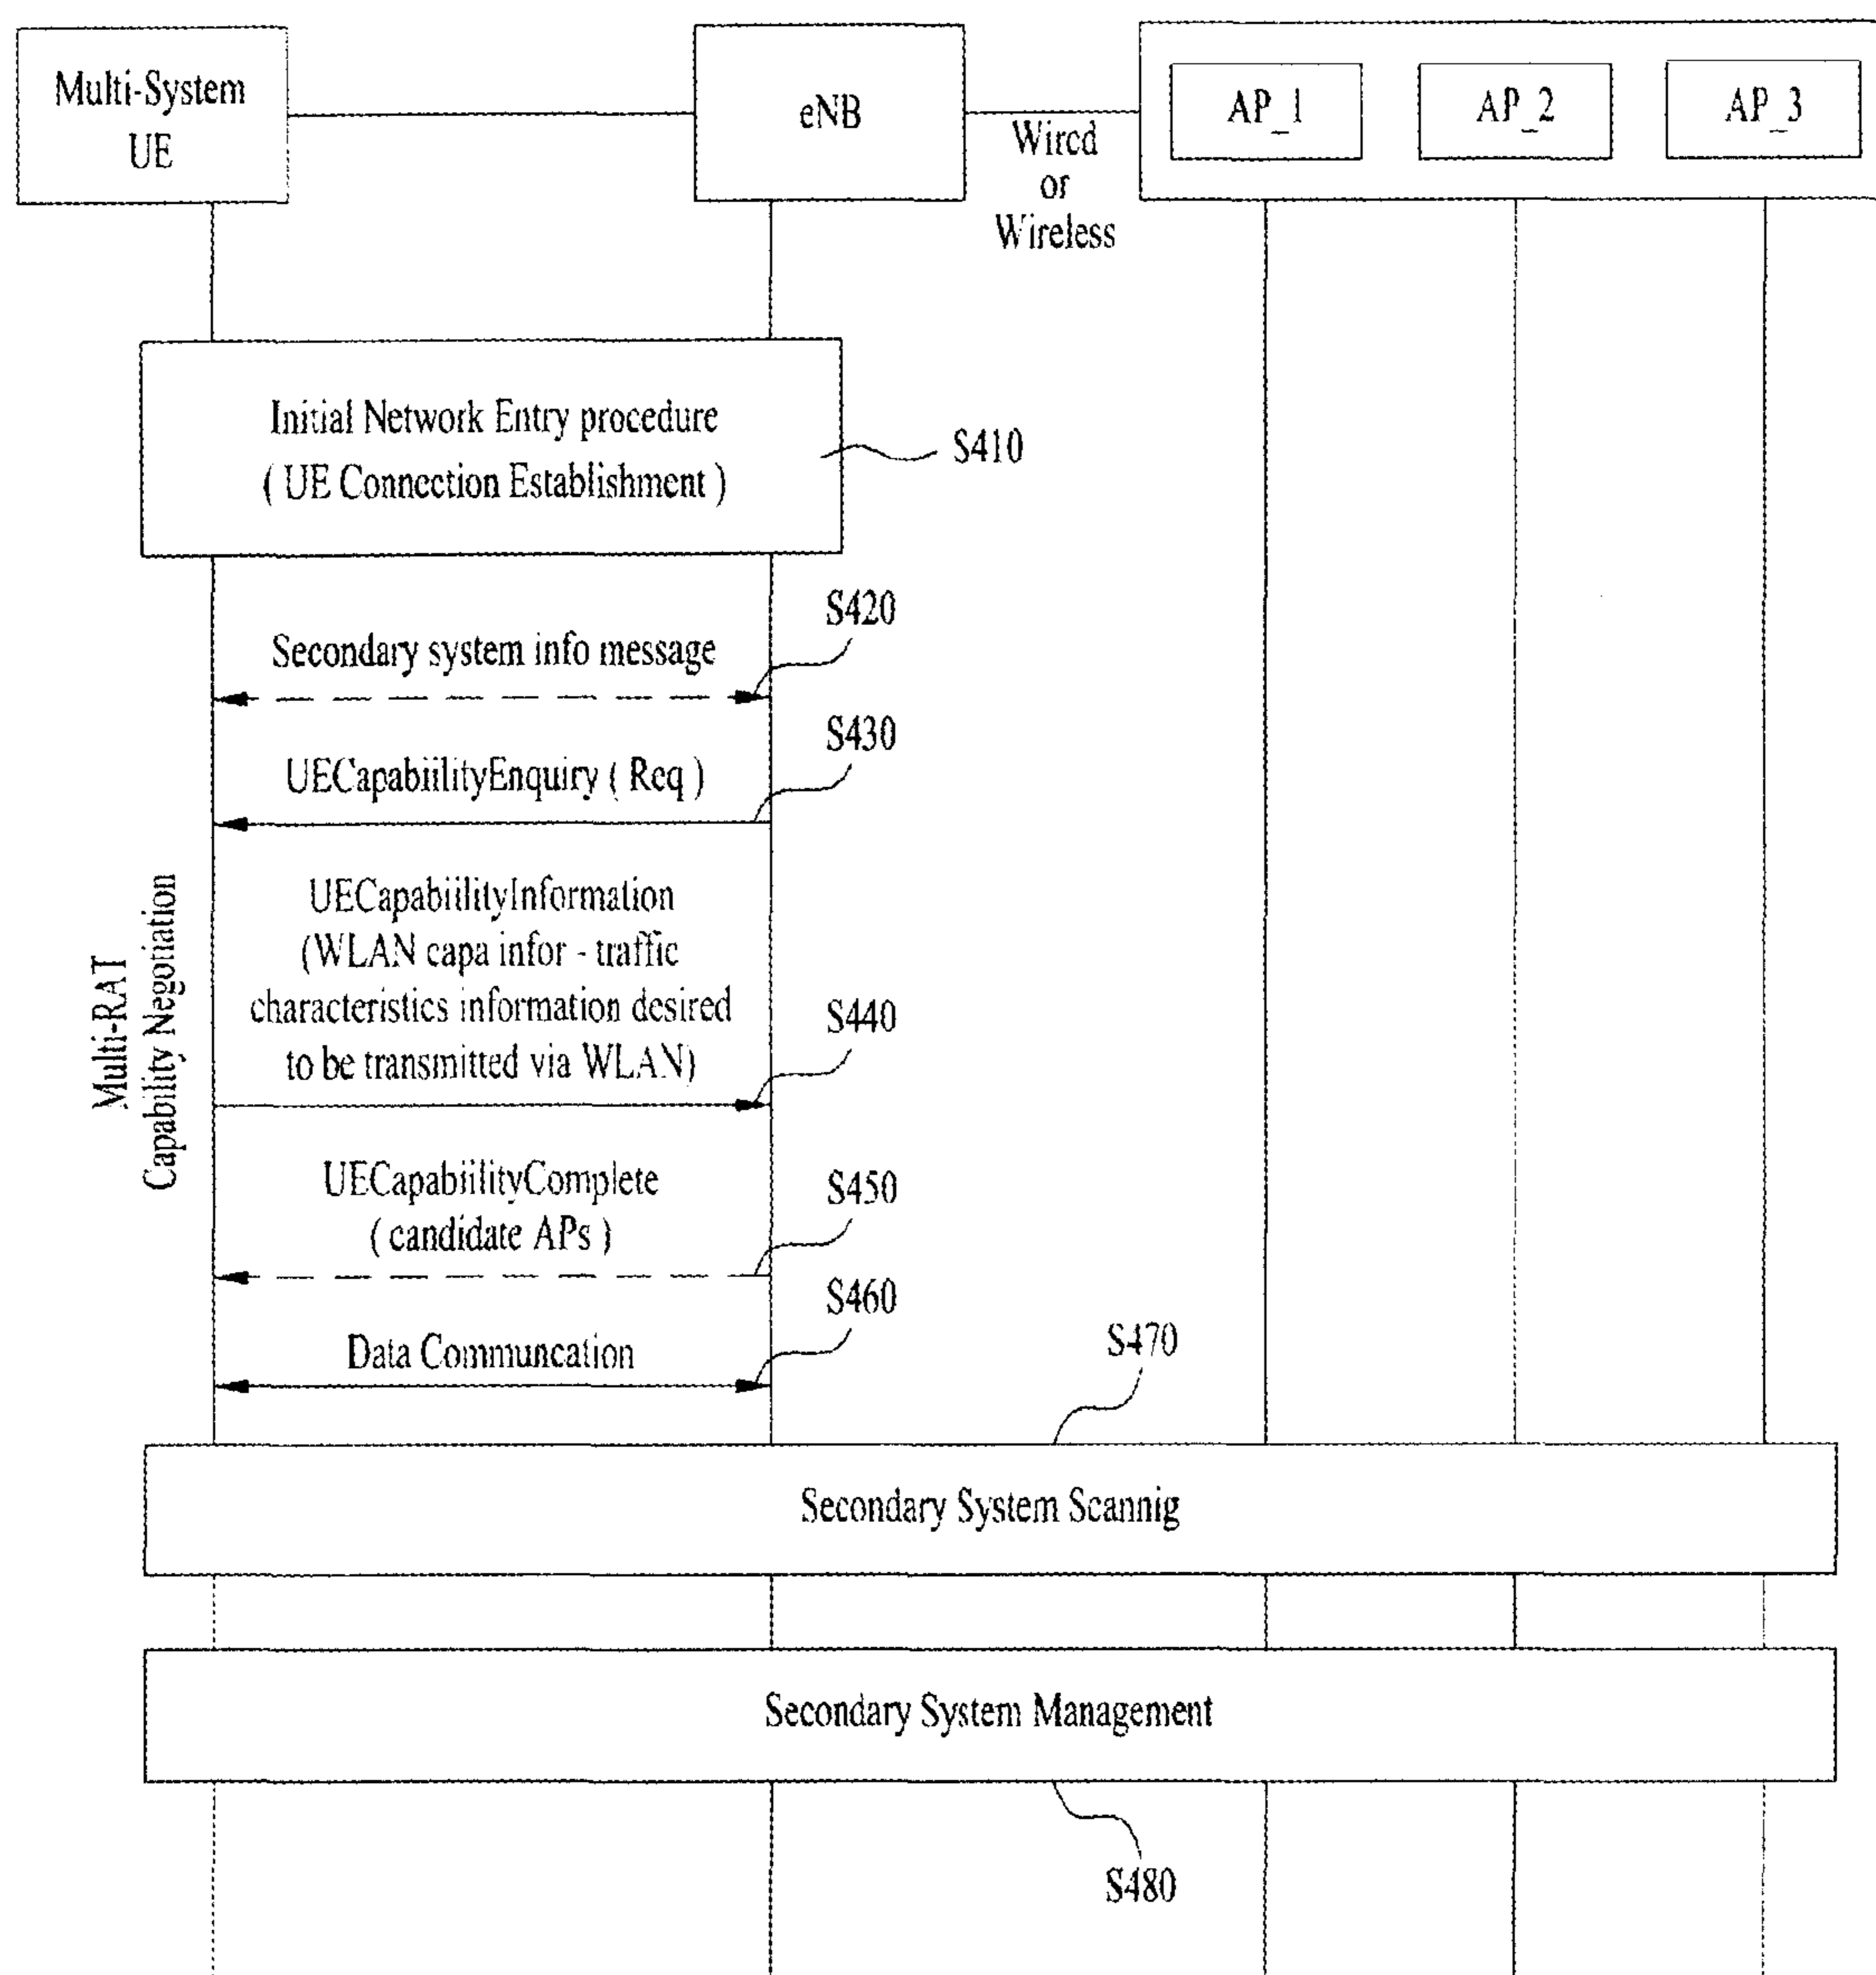 Multi-System
UE
eNB
Wired
or
Wireless
AP_1
AP_2
AP_3
Initial Network Entry procedure
( UE Connection Establishment )
S410
S420
Secondary system info message
S430
UECapabiilityEnquiry ( Req )
Multi-RAT
Capability Negotiation
UECapabiilityInformation
(WLAN capa infor - traffic
characteristics information desired
to be transmitted via WLAN)
S440
UECapabiilityComplete
( candidate APs )
S450
S460
Data Communcation
S470
Secondary System Scannig
Secondary System Management
S480